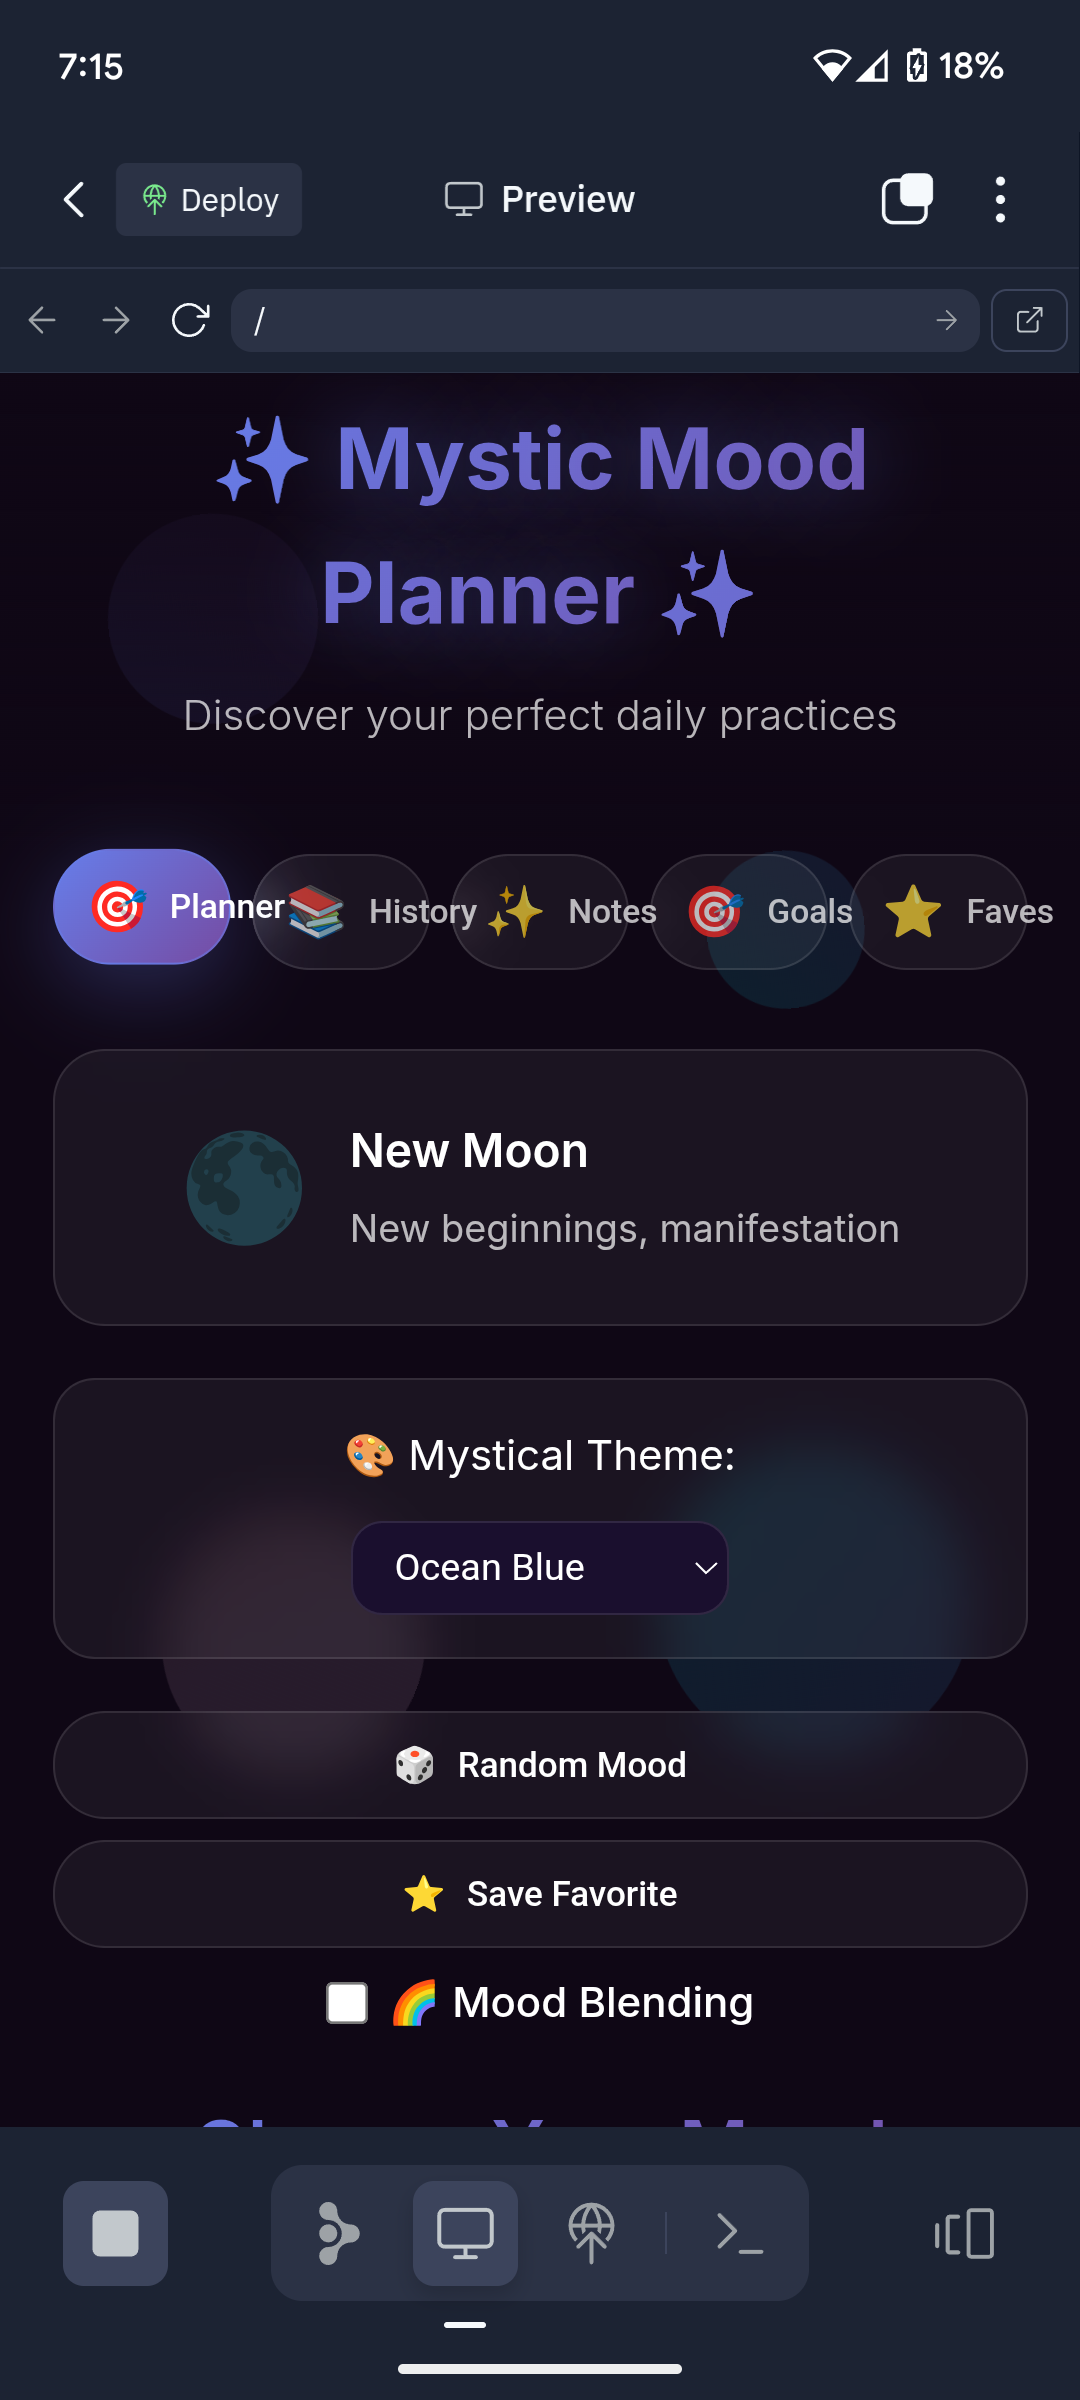 7:15
18%
Deploy
Preview
/
✨ Mystic Mood
Planner ✨
Discover your perfect daily practices
🎯 Planner
📚 History
✨ Notes
🎯 Goals
⭐ Faves
New Moon
New beginnings, manifestation
🎨 Mystical Theme:
Ocean Blue
🎲 Random Mood
⭐ Save Favorite
🌈 Mood Blending